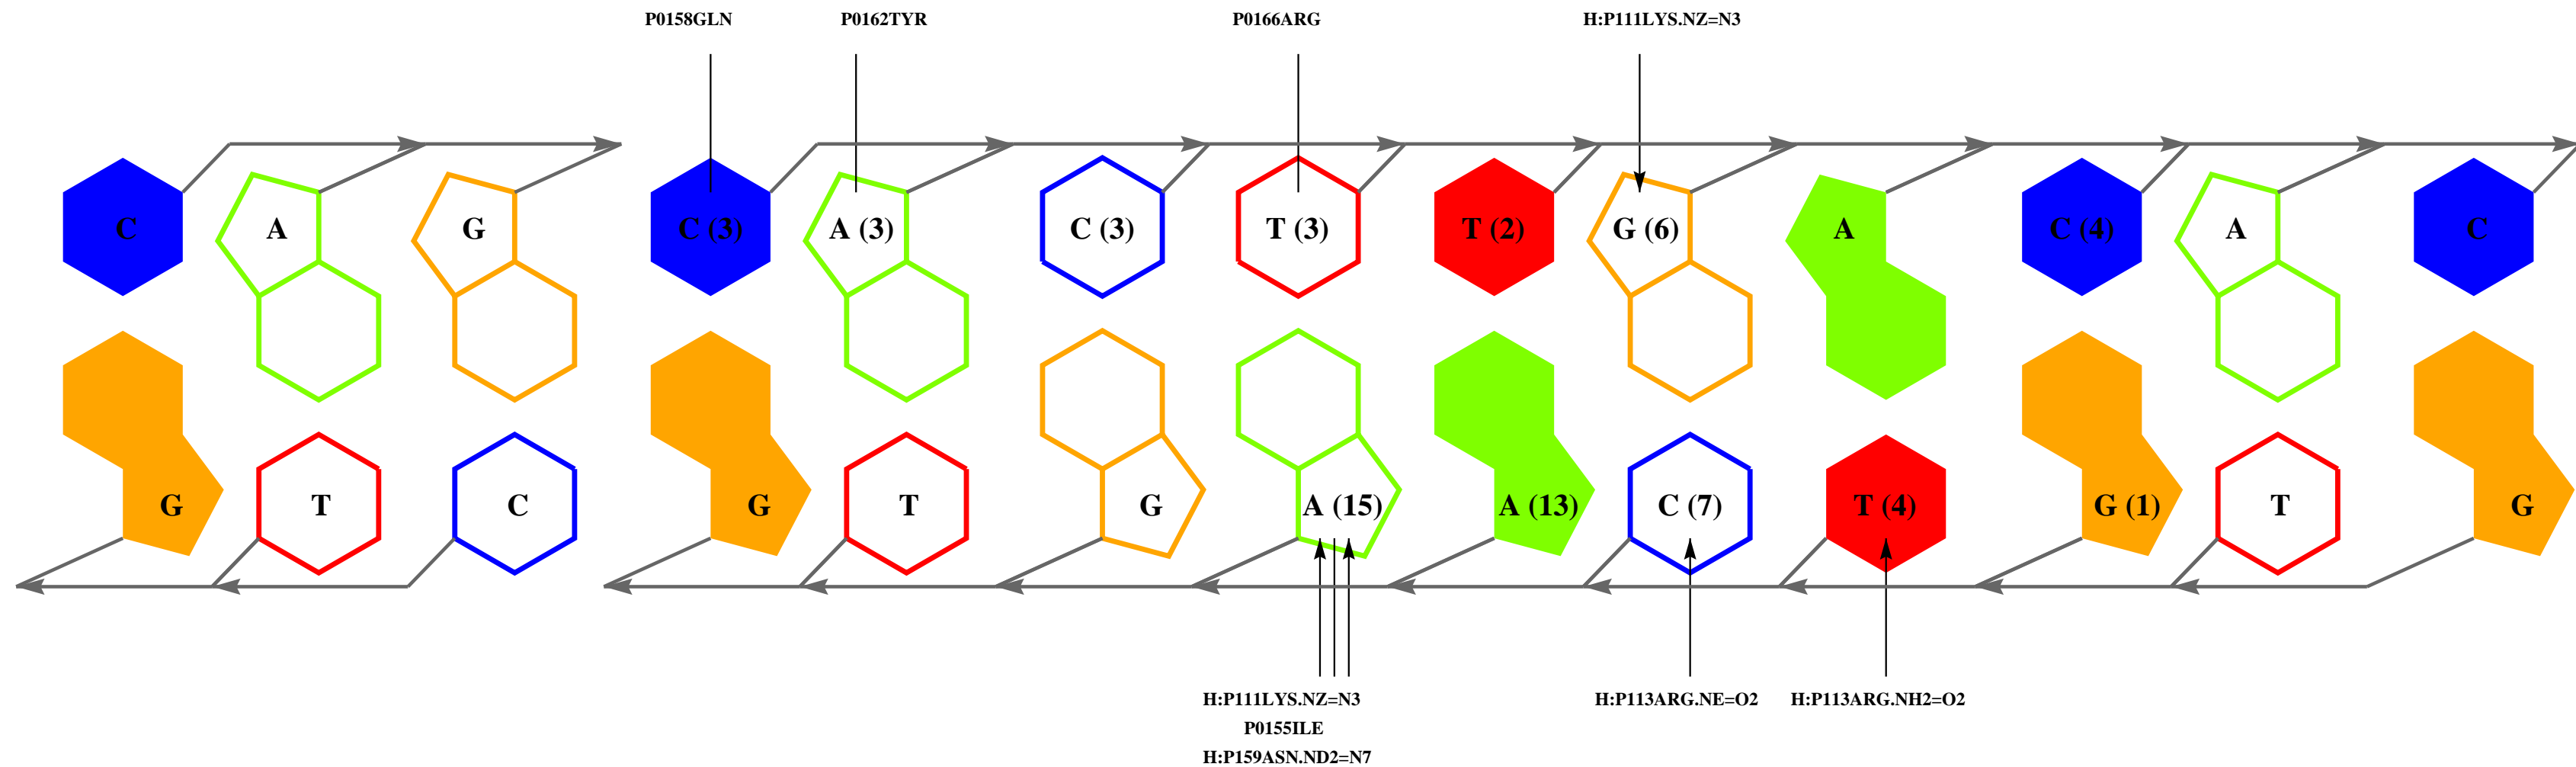 P0158GLN P0162TYR P0166ARG H:P111LYS.NZ=N3
C A G C (3) A (3) C (3) T (3) T (2) G (6) A C (4) A C
G T C G T G A (15) A (13) C (7) T (4) G (1) T G
H:P111LYS.NZ=N3 H:P113ARG.NE=O2 H:P113ARG.NH2=O2
P0155ILE
H:P159ASN.ND2=N7